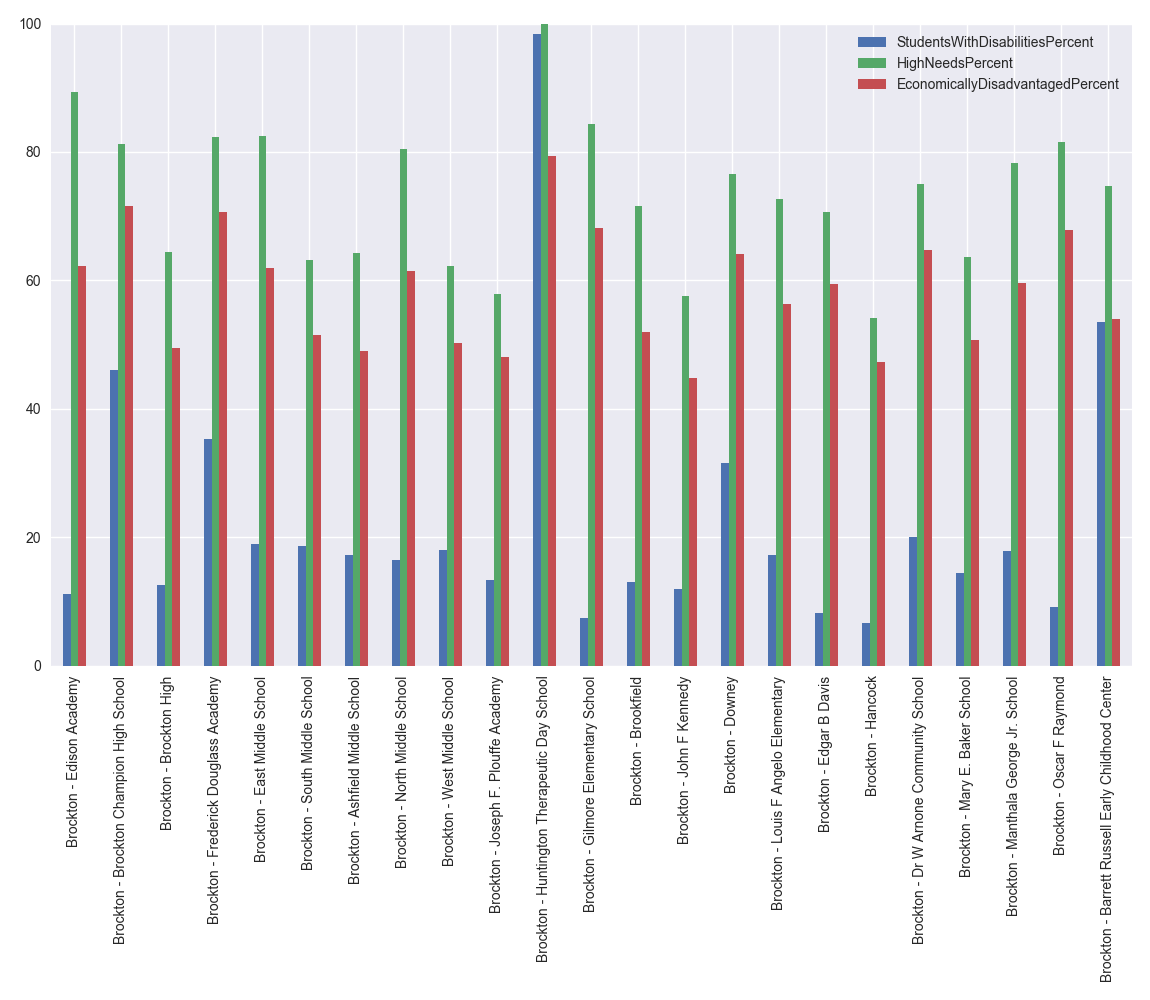 100
80
60
40
20
0
StudentsWithDisabilitiesPercent
HighNeedsPercent
EconomicallyDisadvantagedPercent
Brockton - Edison Academy
Brockton - Brockton Champion High School
Brockton - Brockton High
Brockton - Frederick Douglass Academy
Brockton - East Middle School
Brockton - South Middle School
Brockton - Ashfield Middle School
Brockton - North Middle School
Brockton - West Middle School
Brockton - Joseph F. Plouffe Academy
Brockton - Huntington Therapeutic Day School
Brockton - Gilmore Elementary School
Brockton - Brookfield
Brockton - John F Kennedy
Brockton - Downey
Brockton - Louis F Angelo Elementary
Brockton - Edgar B Davis
Brockton - Hancock
Brockton - Dr W Arnone Community School
Brockton - Mary E. Baker School
Brockton - Manthala George Jr. School
Brockton - Oscar F Raymond
Brockton - Barrett Russell Early Childhood Center